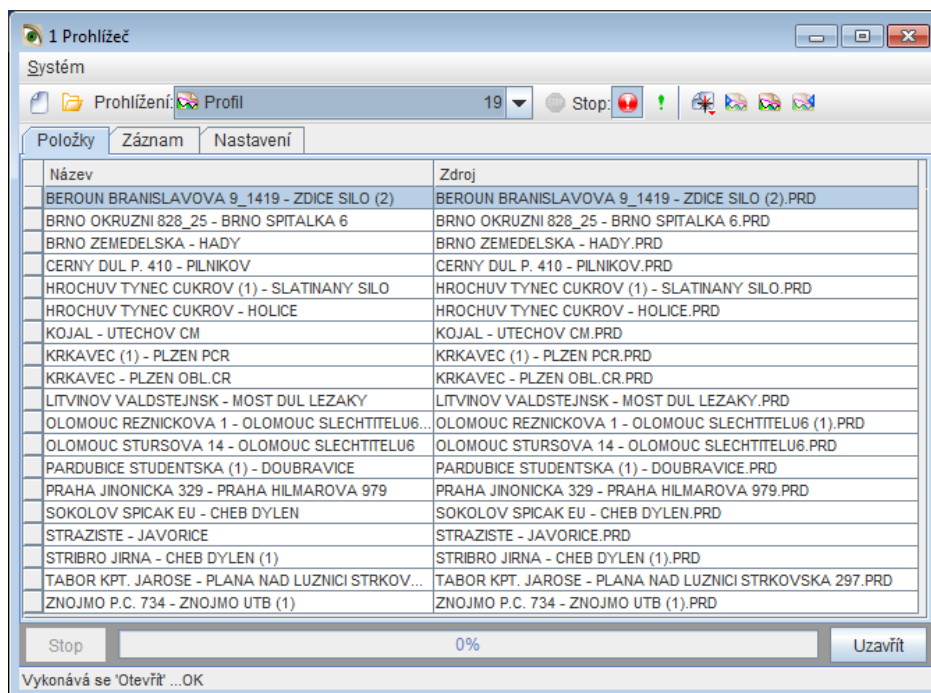 1 Prohlížeč
Systém
Prohlížení: Profil 19 Stop:
Položky Záznam Nastavení
Název Zdroj
BEROUN BRANISLAVOVA 9_1419 - ZDICE SILO (2) BEROUN BRANISLAVOVA 9_1419 - ZDICE SILO (2).PRD
BRNO OKRUZNI 828_25 - BRNO SPITALKA 6 BRNO OKRUZNI 828_25 - BRNO SPITALKA 6.PRD
BRNO ZEMEDELSKA - HADY BRNO ZEMEDELSKA - HADY.PRD
CERNY DUL P. 410 - PILNIKOV CERNY DUL P. 410 - PILNIKOV.PRD
HROCHUV TYNEC CUKROV (1) - SLATINANY SILO HROCHUV TYNEC CUKROV (1) - SLATINANY SILO.PRD
HROCHUV TYNEC CUKROV - HOLICE HROCHUV TYNEC CUKROV - HOLICE.PRD
KOJAL - UTECHOV CM KOJAL - UTECHOV CM.PRD
KRKAVEC (1) - PLZEN PCR KRKAVEC (1) - PLZEN PCR.PRD
KRKAVEC - PLZEN OBL.CR KRKAVEC - PLZEN OBL.CR.PRD
LITVINOV VALDSTEJNSK - MOST DUL LEZAKY LITVINOV VALDSTEJNSK - MOST DUL LEZAKY.PRD
OLOMOUC REZNICKOVA 1 - OLOMOUC SLECHTITELU6... OLOMOUC REZNICKOVA 1 - OLOMOUC SLECHTITELU6 (1).PRD
OLOMOUC STURSOVA 14 - OLOMOUC SLECHTITELU6 OLOMOUC STURSOVA 14 - OLOMOUC SLECHTITELU6.PRD
PARDUBICE STUDENTSKA (1) - DOUBRAVICE PARDUBICE STUDENTSKA (1) - DOUBRAVICE.PRD
PRAHA JINONICKA 329 - PRAHA HILMAROVA 979 PRAHA JINONICKA 329 - PRAHA HILMAROVA 979.PRD
SOKOLOV SPICAK EU - CHEB DYLEN SOKOLOV SPICAK EU - CHEB DYLEN.PRD
STRAZISTE - JAVORICE STRAZISTE - JAVORICE.PRD
STRIBRO JIRNA - CHEB DYLEN (1) STRIBRO JIRNA - CHEB DYLEN (1).PRD
TABOR KPT. JAROSE - PLANA NAD LUZNICI STRKOV... TABOR KPT. JAROSE - PLANA NAD LUZNICI STRKOVSKA 297.PRD
ZNOJMO P.C. 734 - ZNOJMO UTB (1) ZNOJMO P.C. 734 - ZNOJMO UTB (1).PRD
Stop 0% Uzavřít
Vykonává se 'Otevřít' ...OK